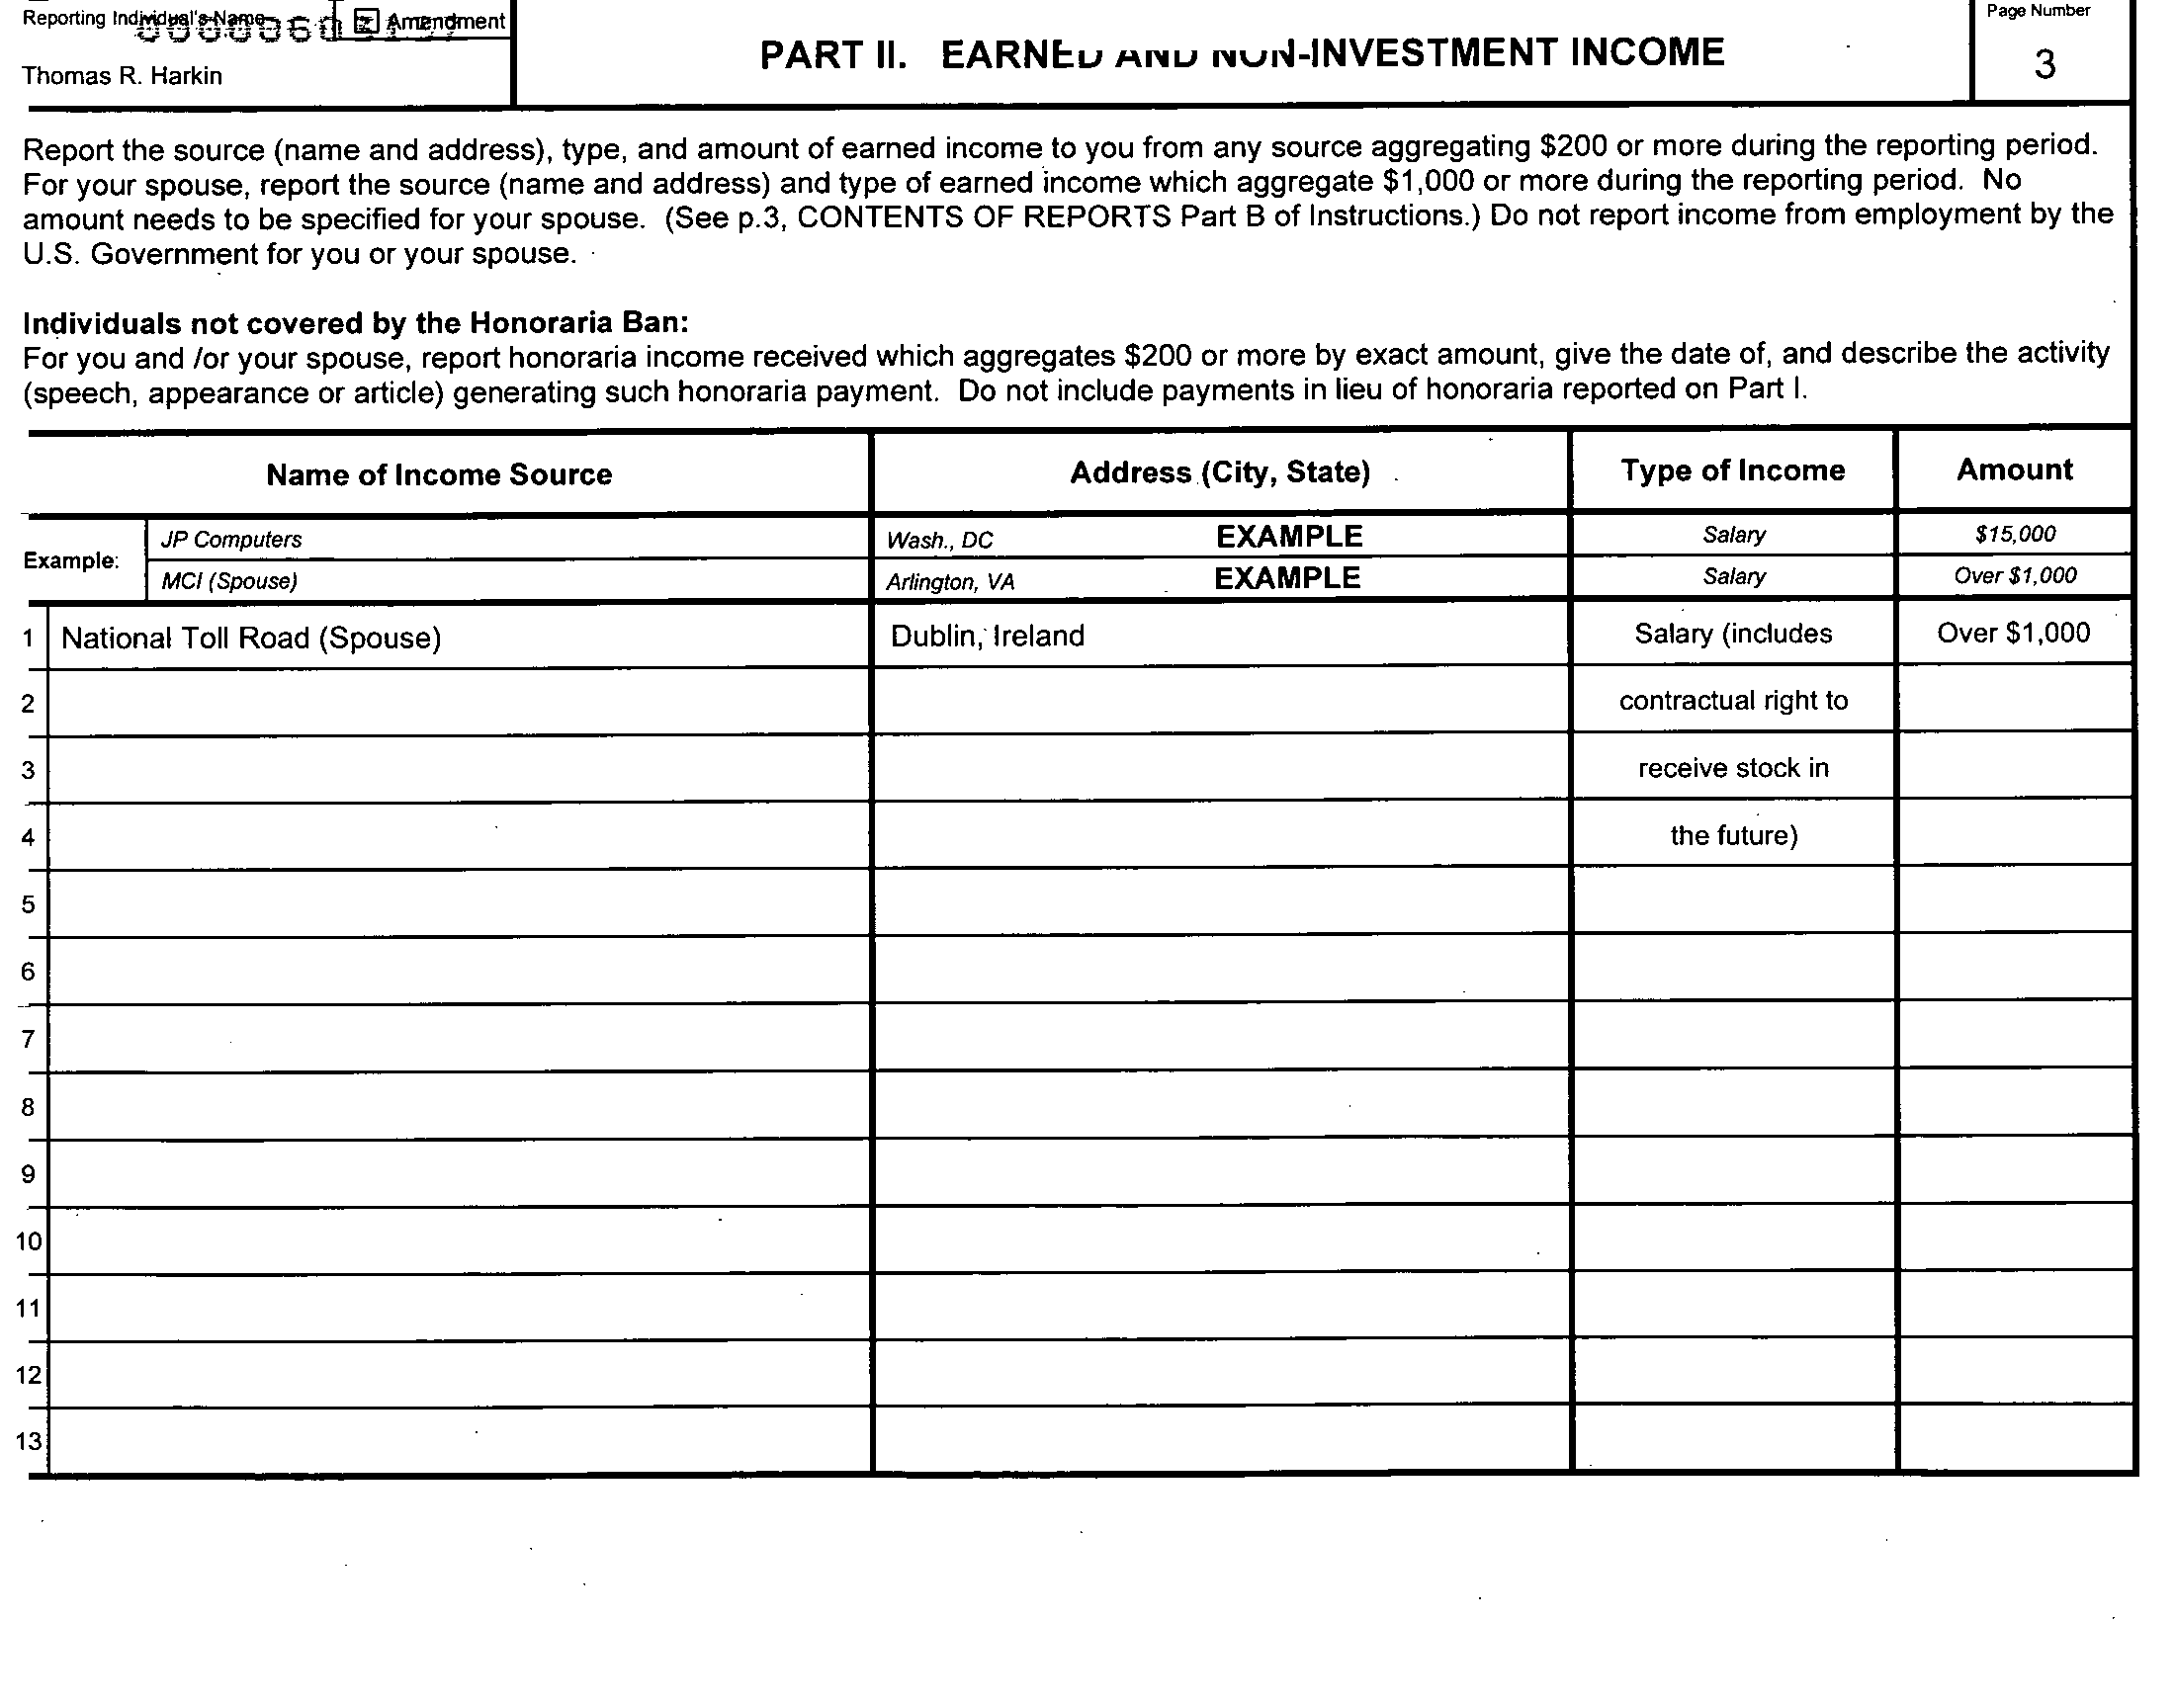 Reporting Individual's Name
Amendment
Thomas R. Harkin
PART II. EARNED AND NON-INVESTMENT INCOME
Page Number
3
Report the source (name and address), type, and amount of earned income to you from any source aggregating $200 or more during the reporting period.
For your spouse, report the source (name and address) and type of earned income which aggregate $1,000 or more during the reporting period. No
amount needs to be specified for your spouse. (See p.3, CONTENTS OF REPORTS Part B of Instructions.) Do not report income from employment by the
U.S. Government for you or your spouse.
Individuals not covered by the Honoraria Ban:
For you and /or your spouse, report honoraria income received which aggregates $200 or more by exact amount, give the date of, and describe the activity
(speech, appearance or article) generating such honoraria payment. Do not include payments in lieu of honoraria reported on Part I.
Name of Income Source Address (City, State) Type of Income Amount
Example:
JP Computers Wash., DC EXAMPLE Salary $15,000
MCI (Spouse) Arlington, VA EXAMPLE Salary Over $1,000
1 National Toll Road (Spouse) Dublin, Ireland Salary (includes Over $1,000
2 contractual right to
3 receive stock in
4 the future)
5
6
7
8
9
10
11
12
13